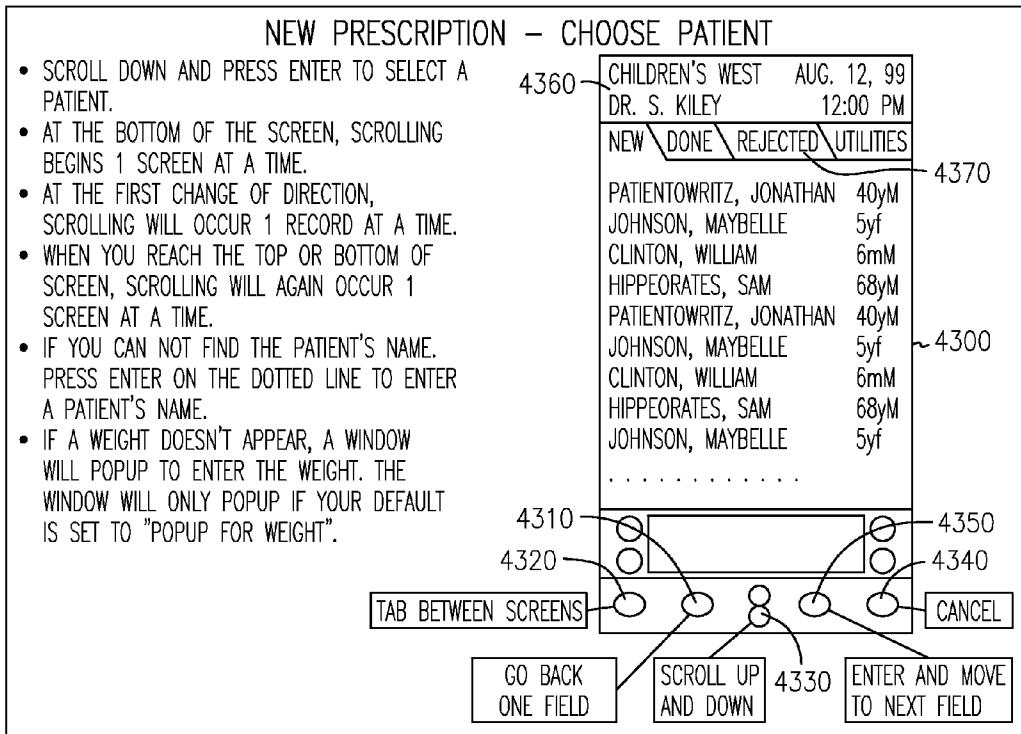 NEW PRESCRIPTION – CHOOSE PATIENT
• SCROLL DOWN AND PRESS ENTER TO SELECT A
PATIENT.
• AT THE BOTTOM OF THE SCREEN, SCROLLING
BEGINS 1 SCREEN AT A TIME.
• AT THE FIRST CHANGE OF DIRECTION,
SCROLLING WILL OCCUR 1 RECORD AT A TIME.
• WHEN YOU REACH THE TOP OR BOTTOM OF
SCREEN, SCROLLING WILL AGAIN OCCUR 1
SCREEN AT A TIME.
• IF YOU CAN NOT FIND THE PATIENT'S NAME.
PRESS ENTER ON THE DOTTED LINE TO ENTER
A PATIENT'S NAME.
• IF A WEIGHT DOESN'T APPEAR, A WINDOW
WILL POPUP TO ENTER THE WEIGHT. THE
WINDOW WILL ONLY POPUP IF YOUR DEFAULT
IS SET TO "POPUP FOR WEIGHT".
4360
CHILDREN'S WEST AUG. 12, 99
DR. S. KILEY 12:00 PM
NEW DONE REJECTED UTILITIES
4370
PATIENTOWRITZ, JONATHAN 40yM
JOHNSON, MAYBELLE 5yf
CLINTON, WILLIAM 6mM
HIPPEORATES, SAM 68yM
PATIENTOWRITZ, JONATHAN 40yM
JOHNSON, MAYBELLE 5yf
4300
CLINTON, WILLIAM 6mM
HIPPEORATES, SAM 68yM
JOHNSON, MAYBELLE 5yf
. . . . . . . . . . . .
4310 4350
4320 4340
TAB BETWEEN SCREENS
CANCEL
GO BACK
ONE FIELD
SCROLL UP
AND DOWN
4330
ENTER AND MOVE
TO NEXT FIELD